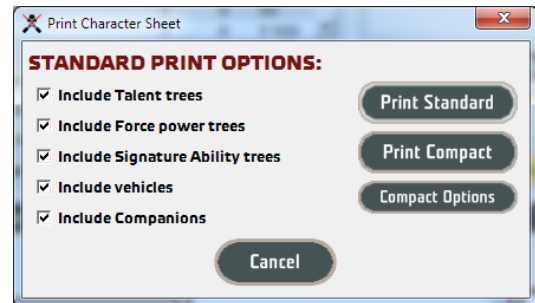 Print Character Sheet
STANDARD PRINT OPTIONS:
Include Talent trees
Include Force power trees
Include Signature Ability trees
Include vehicles
Include Companions
Print Standard
Print Compact
Compact Options
Cancel